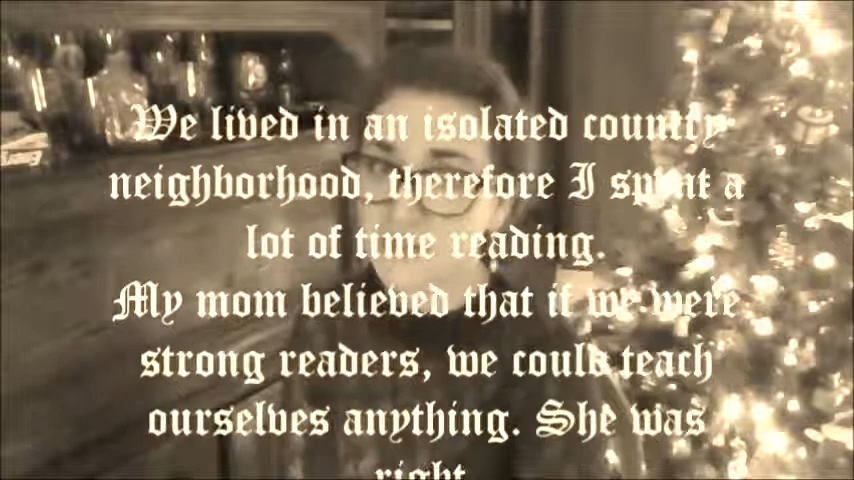 We lived in an isolated country
neighborhood, therefore I spent a
lot of time reading.
My mom believed that if we were
strong readers, we could teach
ourselves anything. She was
right.